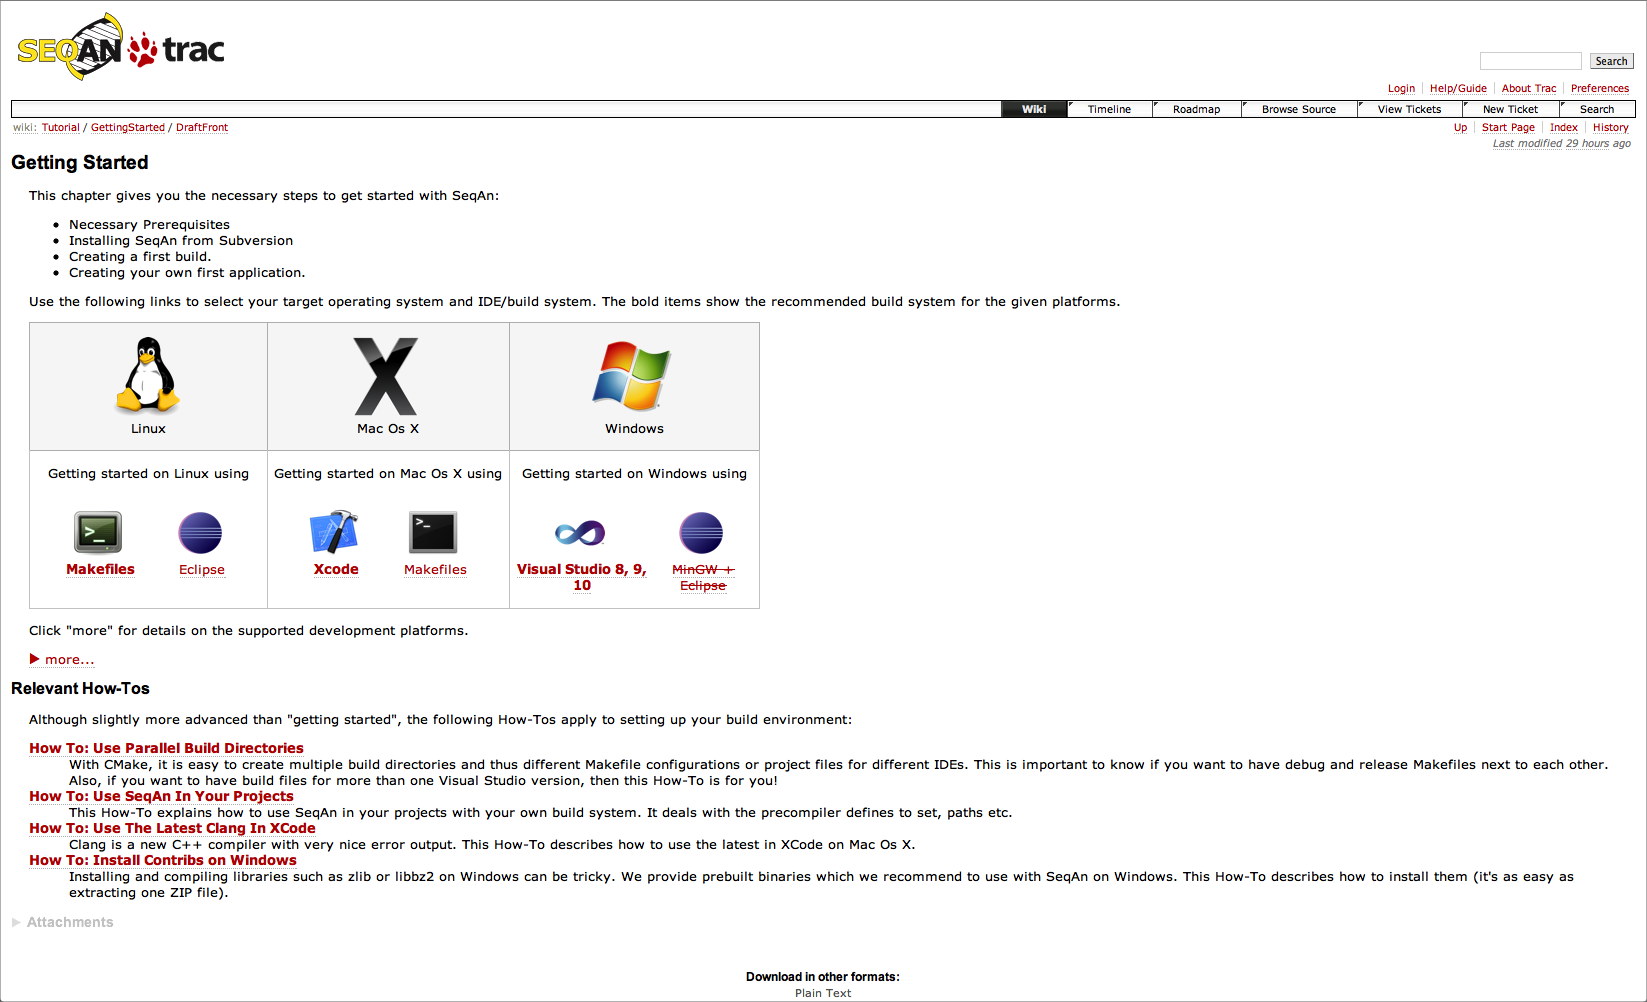 SEQAN trac
Search
Login Help/Guide About Trac Preferences
Wiki Timeline Roadmap Browse Source View Tickets New Ticket Search
wiki: Tutorial / GettingStarted / DraftFront
Up Start Page Index History
Last modified 29 hours ago
Getting Started
This chapter gives you the necessary steps to get started with SeqAn:
• Necessary Prerequisites
• Installing SeqAn from Subversion
• Creating a first build.
• Creating your own first application.
Use the following links to select your target operating system and IDE/build system. The bold items show the recommended build system for the given platforms.
Linux Mac Os X Windows
Getting started on Linux using Getting started on Mac Os X using Getting started on Windows using
Makefiles Eclipse Xcode Makefiles Visual Studio 8, 9, MinGW +
10 Eclipse
Click "more" for details on the supported development platforms.
more...
Relevant How-Tos
Although slightly more advanced than "getting started", the following How-Tos apply to setting up your build environment:
How To: Use Parallel Build Directories
With CMake, it is easy to create multiple build directories and thus different Makefile configurations or project files for different IDEs. This is important to know if you want to have debug and release Makefiles next to each other.
Also, if you want to have build files for more than one Visual Studio version, then this How-To is for you!
How To: Use SeqAn In Your Projects
This How-To explains how to use SeqAn in your projects with your own build system. It deals with the precompiler defines to set, paths etc.
How To: Use The Latest Clang In XCode
Clang is a new C++ compiler with very nice error output. This How-To describes how to use the latest in XCode on Mac Os X.
How To: Install Contribs on Windows
Installing and compiling libraries such as zlib or libbz2 on Windows can be tricky. We provide prebuilt binaries which we recommend to use with SeqAn on Windows. This How-To describes how to install them (it's as easy as
extracting one ZIP file).
Attachments
Download in other formats:
Plain Text